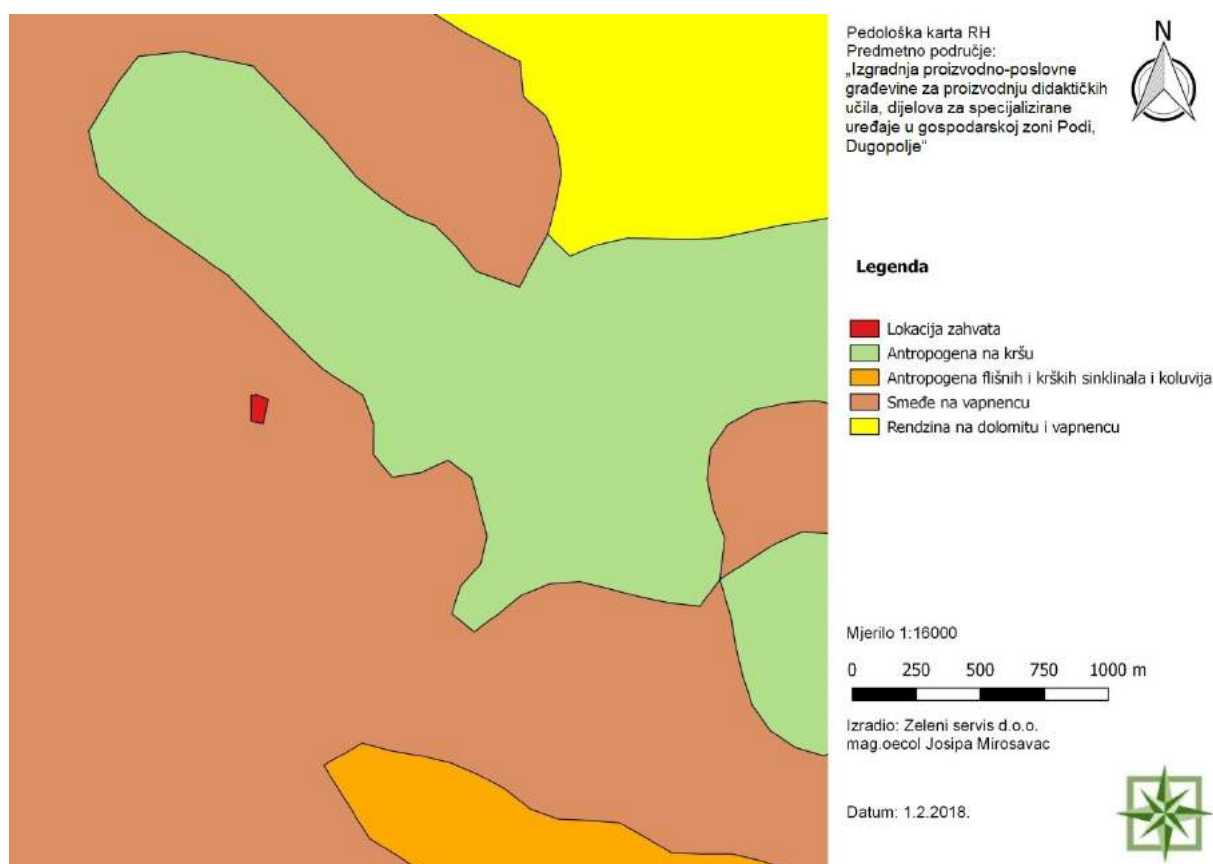 Pedološka karta RH
Predmetno područje:
„Izgradnja proizvodno-poslovne
građevine za proizvodnju didaktičkih
učila, dijelova za specijalizirane
uređaje u gospodarskoj zoni Podi,
Dugopolje“
N
Legenda
Lokacija zahvata
Antropogena na kršu
Antropogena flišnih i krških sinklinala i koluvija
Smeđe na vapnencu
Rendzina na dolomitu i vapnencu
Mjerilo 1:16000
0 250 500 750 1000 m
Izradio: Zeleni servis d.o.o.
mag.oecol Josipa Mirosavac
Datum: 1.2.2018.